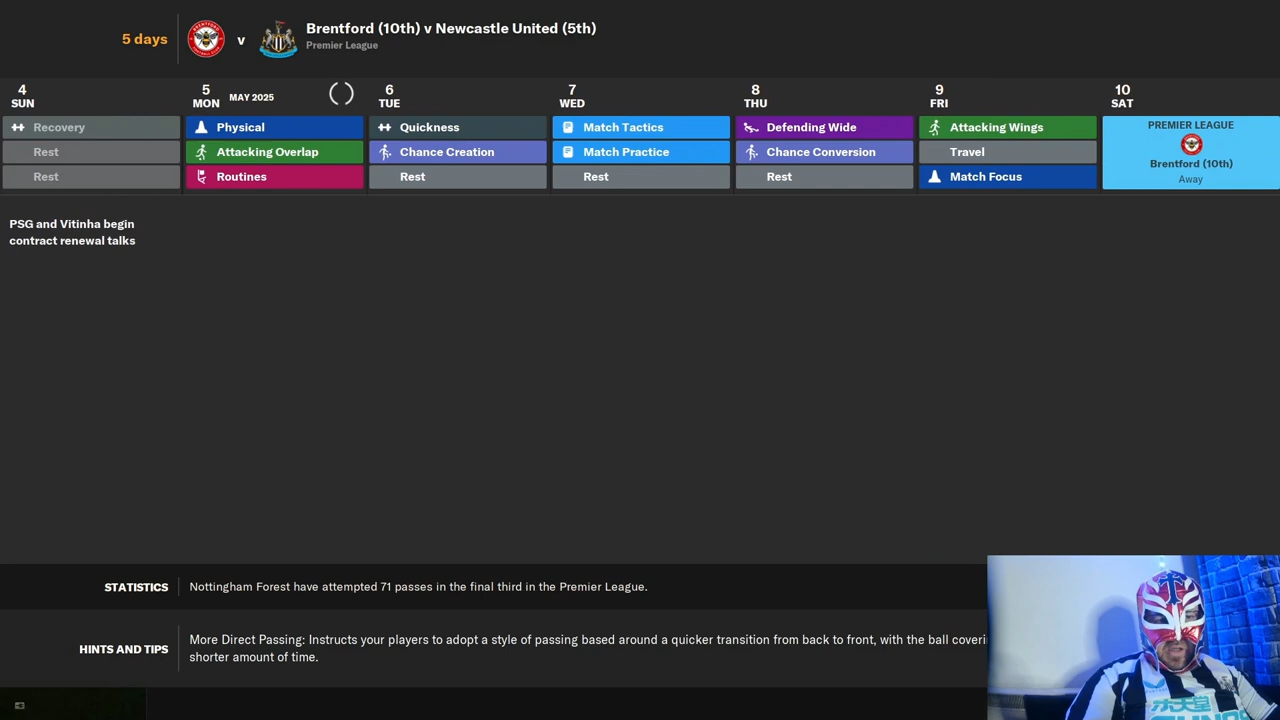 5 days
v
Brentford (10th) v Newcastle United (5th)
Premier League
4
SUN
5
MON
MAY 2025
6
TUE
7
WED
8
THU
9
FRI
10
SAT
Recovery
Physical
Quickness
Match Tactics
Defending Wide
Attacking Wings
PREMIER LEAGUE
Rest
Attacking Overlap
Chance Creation
Match Practice
Chance Conversion
Travel
Brentford (10th)
Rest
Routines
Rest
Rest
Rest
Match Focus
Away
PSG and Vitinha begin
contract renewal talks
STATISTICS
Nottingham Forest have attempted 71 passes in the final third in the Premier League.
HINTS AND TIPS
More Direct Passing: Instructs your players to adopt a style of passing based around a quicker transition from back to front, with the ball
shorter amount of time.